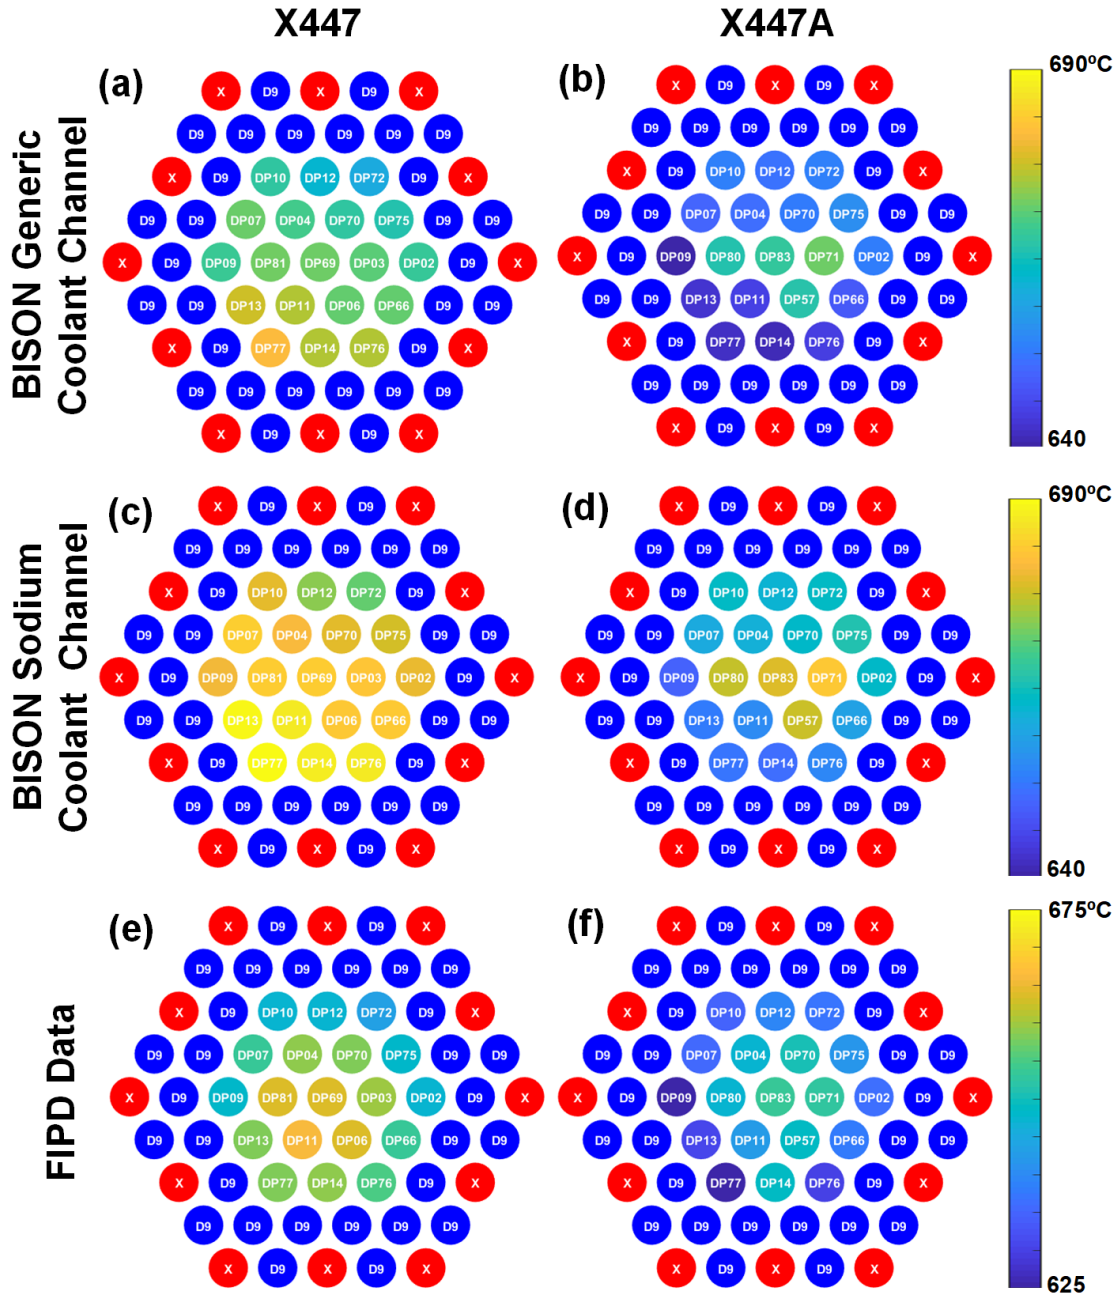 X447 X447A
BISON Generic
Coolant Channel
(a)
X D9 X D9 X
D9 D9 D9 D9 D9 D9
X D9 DP10 DP12 DP72 D9 X
D9 D9 DP07 DP04 DP70 DP75 D9 D9
X D9 DP09 DP81 DP69 DP03 DP02 D9 X
D9 D9 DP13 DP11 DP06 DP66 D9 D9
X D9 DP77 DP14 DP76 D9 X
D9 D9 D9 D9 D9 D9
X D9 X D9 X
(b)
X D9 X D9 X
D9 D9 D9 D9 D9 D9
X D9 DP10 DP12 DP72 D9 X
D9 D9 DP07 DP04 DP70 DP75 D9 D9
X D9 DP09 DP80 DP83 DP71 DP02 D9 X
D9 D9 DP13 DP11 DP57 DP66 D9 D9
X D9 DP77 DP14 DP76 D9 X
D9 D9 D9 D9 D9 D9
X D9 X D9 X
690ºC
640
BISON Sodium
Coolant Channel
(c)
X D9 X D9 X
D9 D9 D9 D9 D9 D9
X D9 DP10 DP12 DP72 D9 X
D9 D9 DP07 DP04 DP70 DP75 D9 D9
X D9 DP09 DP81 DP69 DP03 DP02 D9 X
D9 D9 DP13 DP11 DP06 DP66 D9 D9
X D9 DP77 DP14 DP76 D9 X
D9 D9 D9 D9 D9 D9
X D9 X D9 X
(d)
X D9 X D9 X
D9 D9 D9 D9 D9 D9
X D9 DP10 DP12 DP72 D9 X
D9 D9 DP07 DP04 DP70 DP75 D9 D9
X D9 DP09 DP80 DP83 DP71 DP02 D9 X
D9 D9 DP13 DP11 DP57 DP66 D9 D9
X D9 DP77 DP14 DP76 D9 X
D9 D9 D9 D9 D9 D9
X D9 X D9 X
690ºC
640
FIPD Data
(e)
X D9 X D9 X
D9 D9 D9 D9 D9 D9
X D9 DP10 DP12 DP72 D9 X
D9 D9 DP07 DP04 DP70 DP75 D9 D9
X D9 DP09 DP81 DP69 DP03 DP02 D9 X
D9 D9 DP13 DP11 DP06 DP66 D9 D9
X D9 DP77 DP14 DP76 D9 X
D9 D9 D9 D9 D9 D9
X D9 X D9 X
(f)
X D9 X D9 X
D9 D9 D9 D9 D9 D9
X D9 DP10 DP12 DP72 D9 X
D9 D9 DP07 DP04 DP70 DP75 D9 D9
X D9 DP09 DP80 DP83 DP71 DP02 D9 X
D9 D9 DP13 DP11 DP57 DP66 D9 D9
X D9 DP77 DP14 DP76 D9 X
D9 D9 D9 D9 D9 D9
X D9 X D9 X
675ºC
625